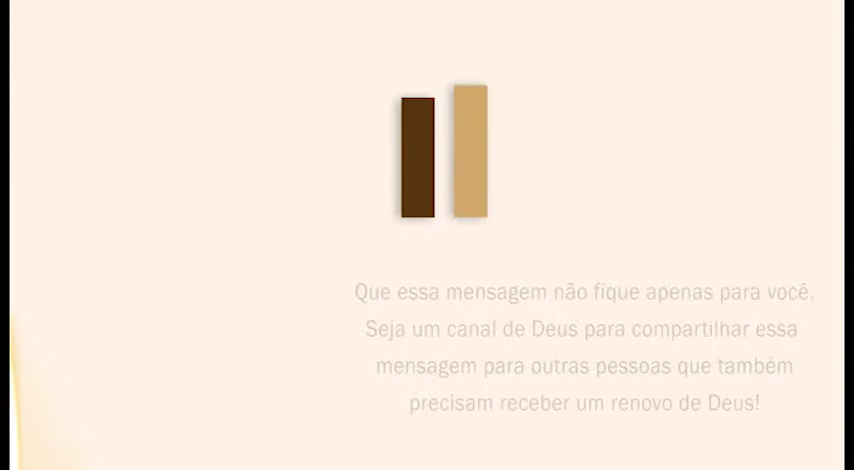 Que essa mensagem não fique apenas para você.
Seja um canal de Deus para compartilhar essa
mensagem para outras pessoas que também
precisam receber um renovo de Deus!